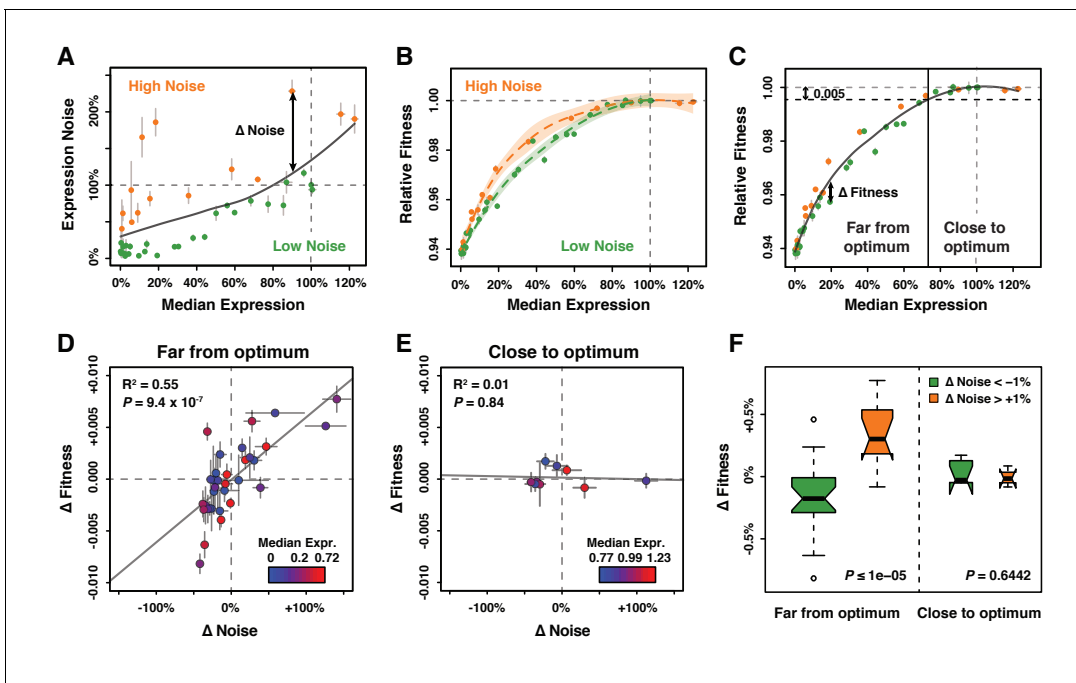 A
High Noise
Δ Noise
Low Noise
Expression Noise
0%
100%
200%
0%
20%
40%
60%
80%
100%
120%
Median Expression
B
High Noise
Low Noise
Relative Fitness
0.94
0.96
0.98
1.00
0%
20%
40%
60%
80%
100%
120%
Median Expression
C
0.005
Δ Fitness
Far from
optimum
Close to
optimum
Relative Fitness
0.94
0.96
0.98
1.00
0%
20%
40%
60%
80%
100%
120%
Median Expression
D
Far from optimum
R² = 0.55
P = 9.4 x 10⁻⁷
Δ Fitness
+0.010
+0.005
0.000
-0.005
-0.010
Median Expr.
0 0.2 0.72
-100%
0%
+100%
Δ Noise
E
Close to optimum
R² = 0.01
P = 0.84
Δ Fitness
+0.010
+0.005
0.000
-0.005
-0.010
Median Expr.
0.77 0.99 1.23
-100%
0%
+100%
Δ Noise
F
Δ Noise < −1%
Δ Noise > +1%
Δ Fitness
+0.5%
0%
-0.5%
P ≤ 1e−05
P = 0.6442
Far from optimum
Close to optimum